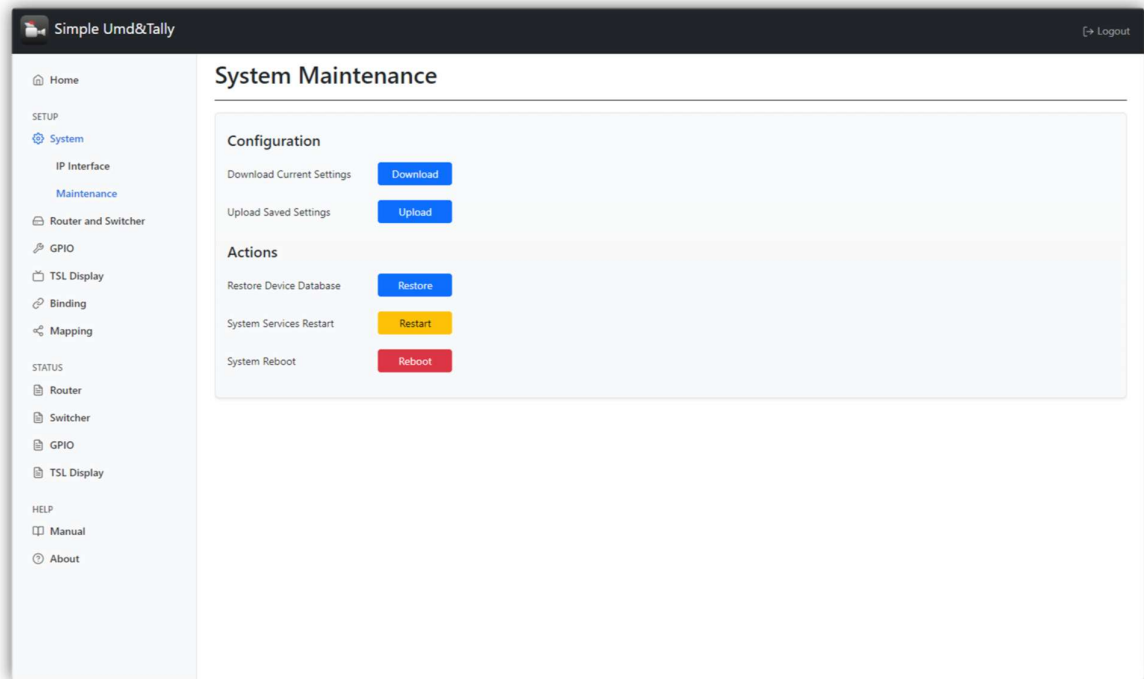 Simple Umd&Tally
Logout
Home
SETUP
System
IP Interface
Maintenance
Router and Switcher
GPIO
TSL Display
Binding
Mapping
STATUS
Router
Switcher
GPIO
TSL Display
HELP
Manual
About
System Maintenance
Configuration
Download Current Settings Download
Upload Saved Settings Upload
Actions
Restore Device Database Restore
System Services Restart Restart
System Reboot Reboot